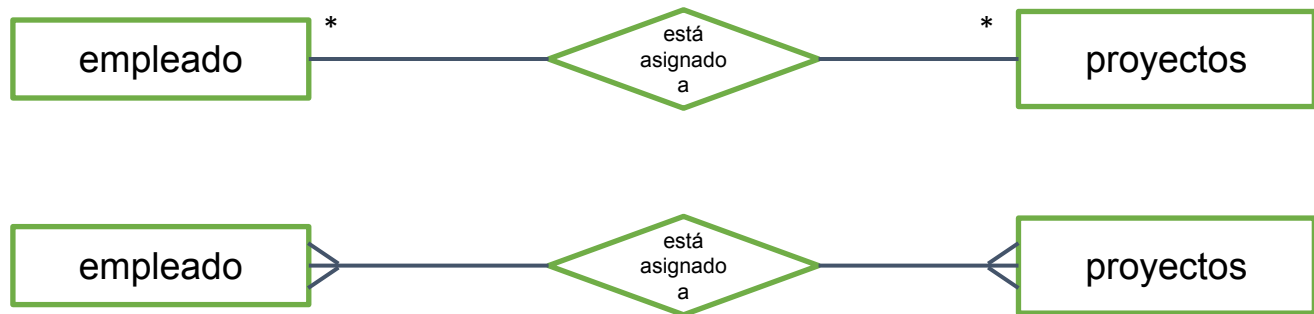 * *
empleado está proyectos
asignado
a
empleado está proyectos
asignado
a